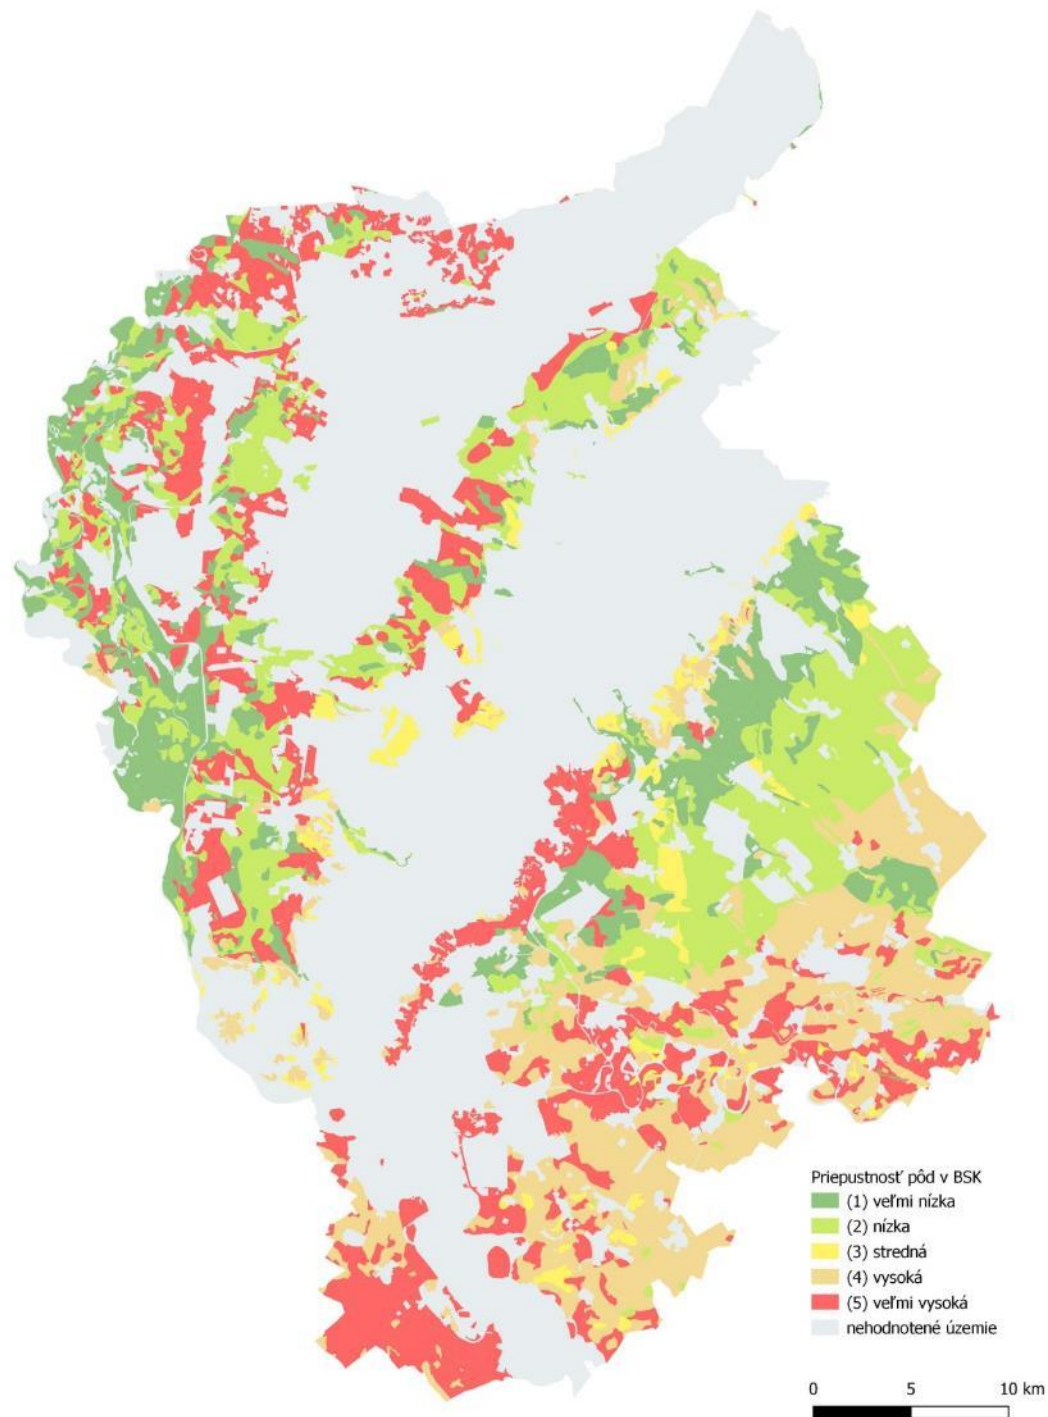 Priepustnosť pôd v BSK
(1) veľmi nízka
(2) nízka
(3) stredná
(4) vysoká
(5) veľmi vysoká
nehodnotené územie
0 5 10 km